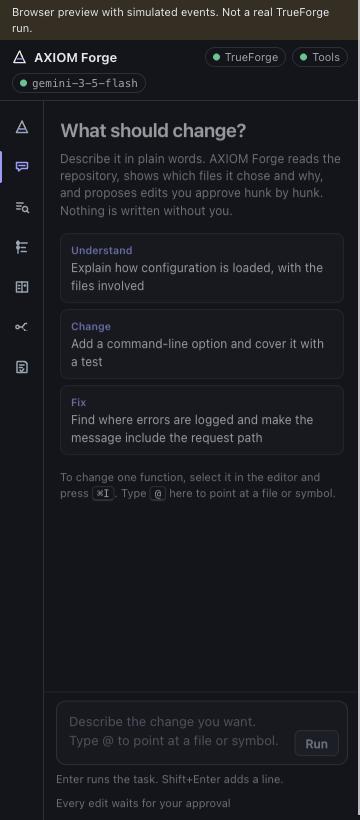 Browser preview with simulated events. Not a real TrueForge
run.
AXIOM Forge
TrueForge
Tools
gemini-3-5-flash
What should change?
Describe it in plain words. AXIOM Forge reads the
repository, shows which files it chose and why,
and proposes edits you approve hunk by hunk.
Nothing is written without you.
Understand
Explain how configuration is loaded, with the
files involved
Change
Add a command-line option and cover it with
a test
Fix
Find where errors are logged and make the
message include the request path
To change one function, select it in the editor and
press ⌘I. Type @ here to point at a file or symbol.
Describe the change you want.
Type @ to point at a file or symbol.
Run
Enter runs the task. Shift+Enter adds a line.
Every edit waits for your approval